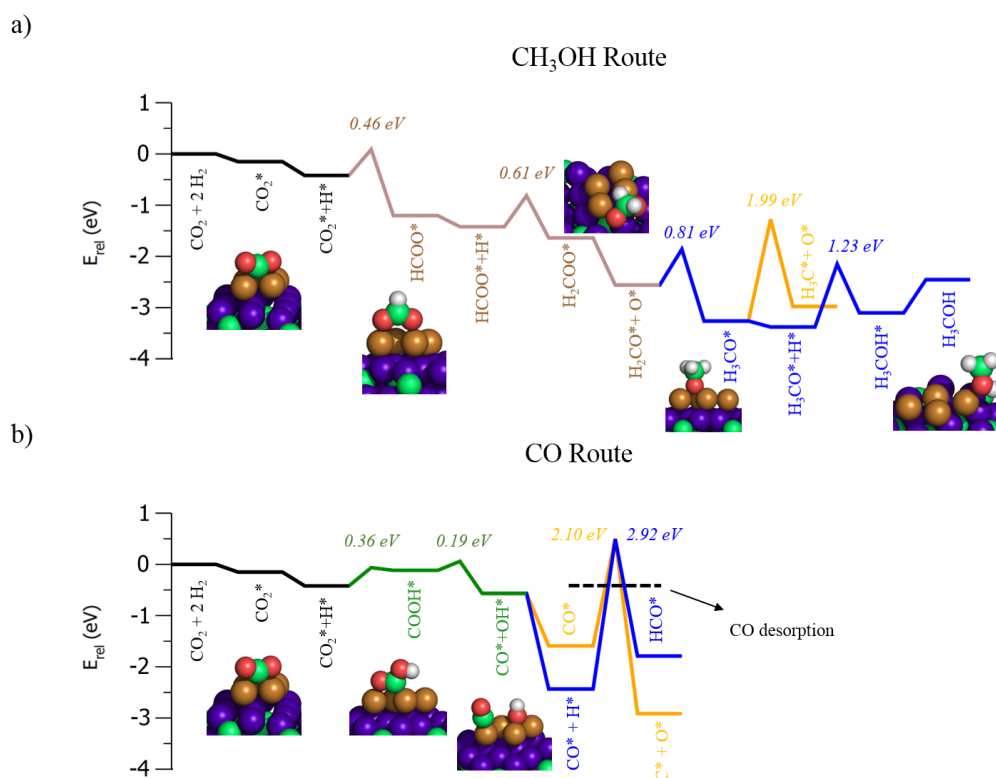 a)
CH₃OH Route
E_rel (eV)
1
0
-1
-2
-3
-4
CO₂ + 2 H₂
CO₂*
CO₂*+H*
0.46 eV
HCOO*
HCOO*+H*
0.61 eV
H₂COO*
H₂CO*+ O*
0.81 eV
H₃CO*
1.99 eV
H₃C*+ O*
H₃CO*+H*
1.23 eV
H₃COH*
H₃COH
b)
CO Route
E_rel (eV)
1
0
-1
-2
-3
-4
CO₂ + 2 H₂
CO₂*
CO₂*+H*
0.36 eV
COOH*
0.19 eV
CO*+OH*
2.10 eV
2.92 eV
CO*
CO* + H*
HCO*
C* + O*
CO desorption